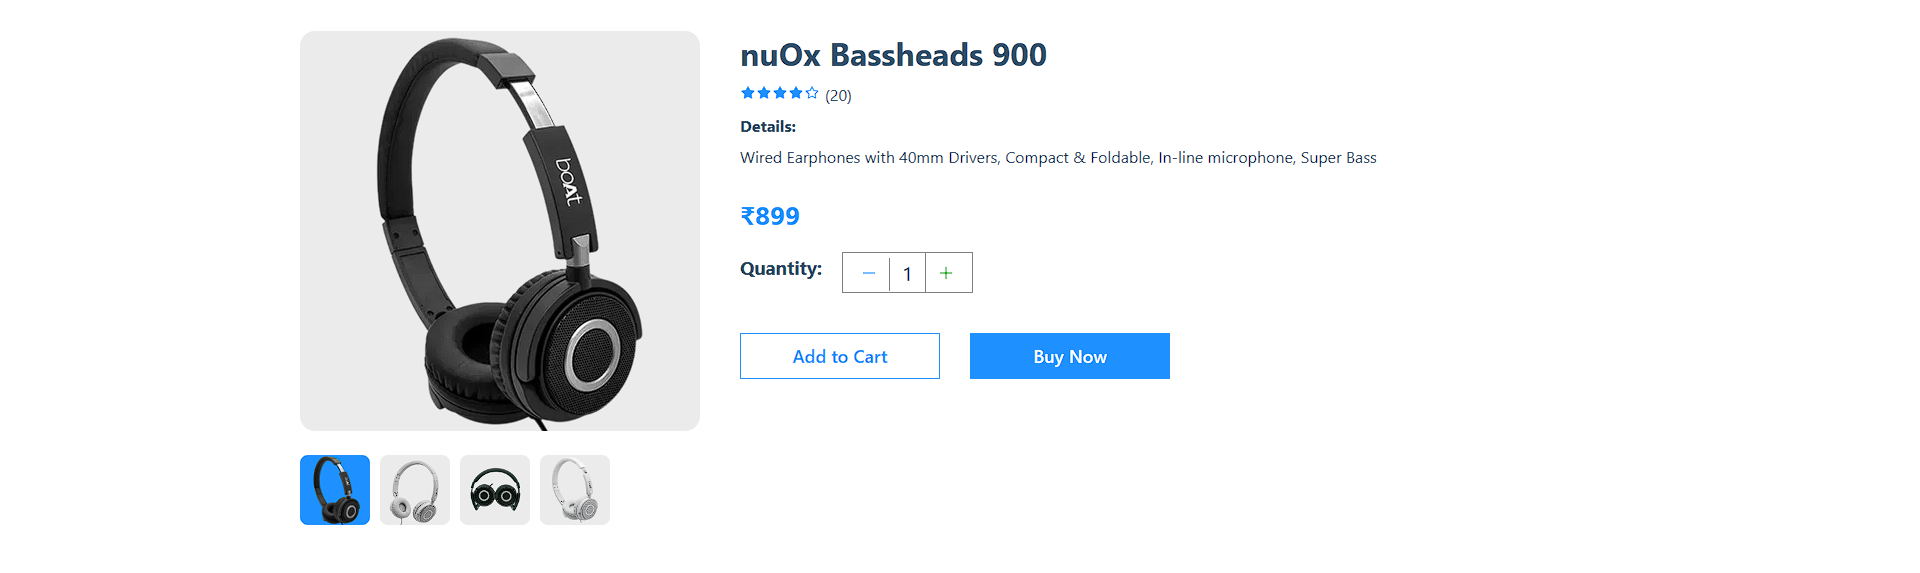 nuOx Bassheads 900
(20)
Details:
Wired Earphones with 40mm Drivers, Compact & Foldable, In-line microphone, Super Bass
₹899
Quantity:
− 1 +
Add to Cart
Buy Now
boAt